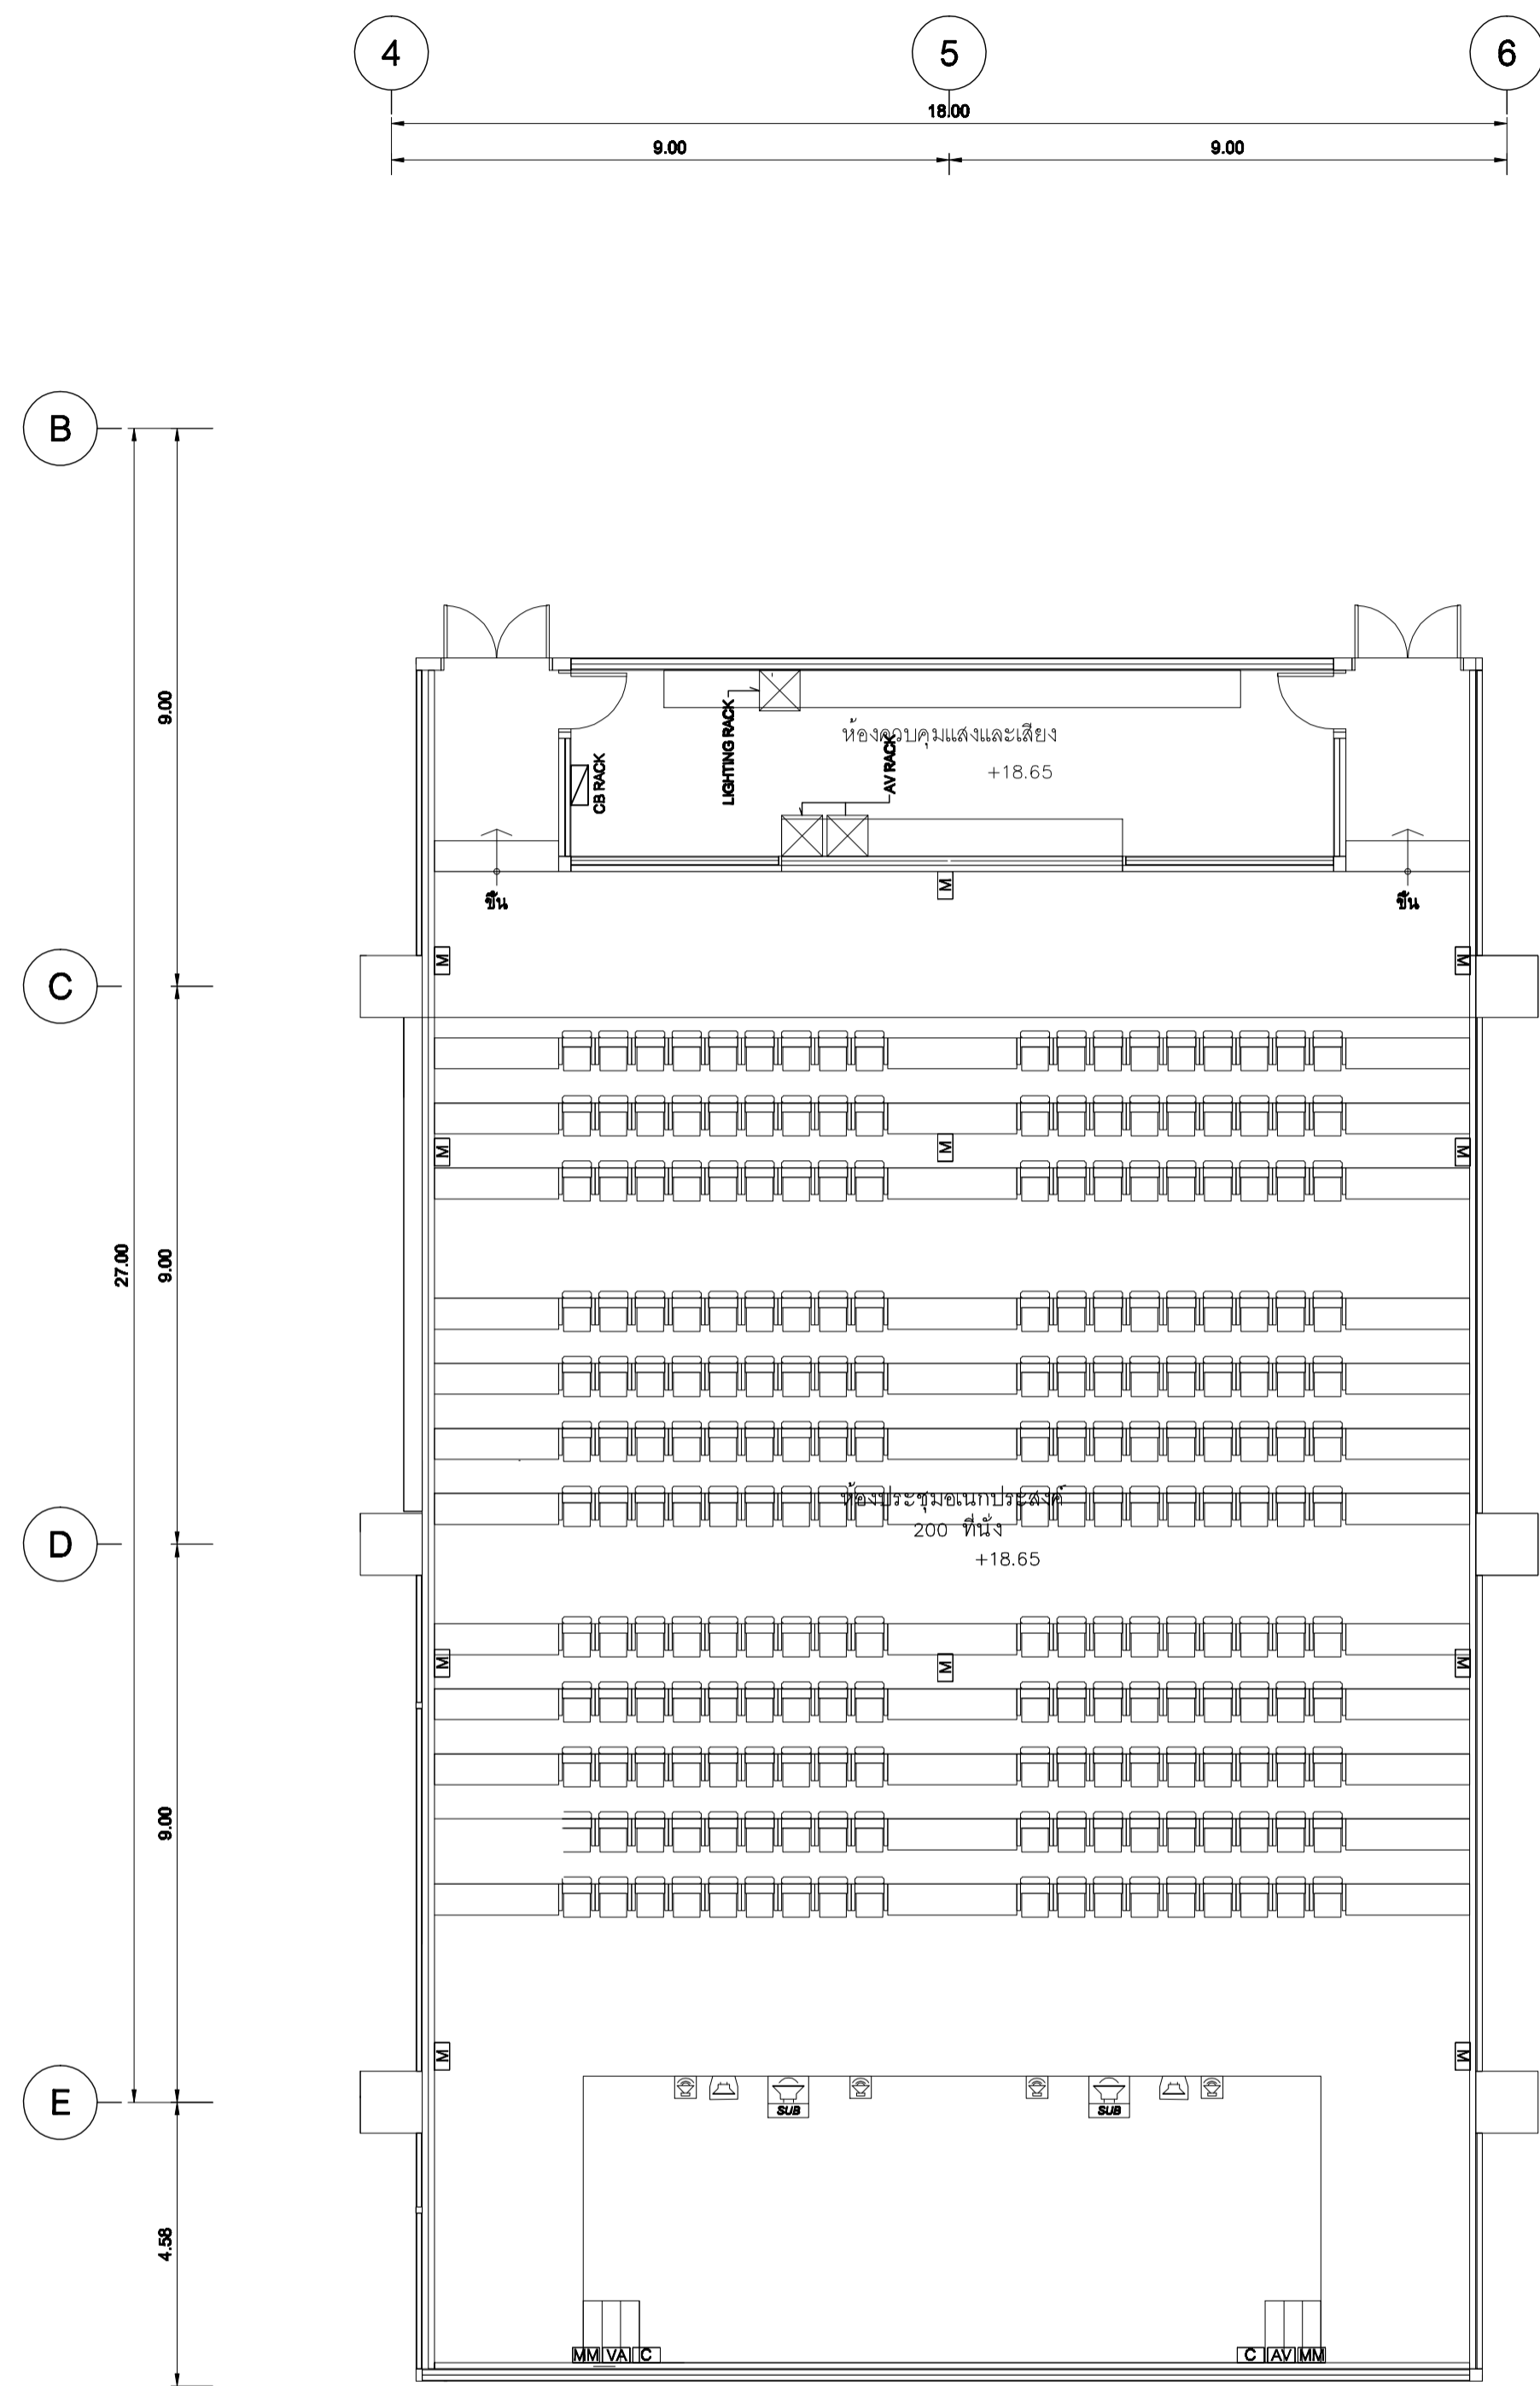 4
5
6
18.00
9.00
9.00
B
9.00
LIGHTING RACK
ห้องควบคุมแสงและเสียง
+18.65
CB RACK
AV RACK
M
ขึ้น
ขึ้น
M
M
C
M
M
M
27.00
9.00
ห้องประชุมอเนกประสงค์
200 ที่นั่ง
+18.65
D
M
M
M
9.00
M
M
E
SUB
SUB
4.58
MM VA C
C AV MM